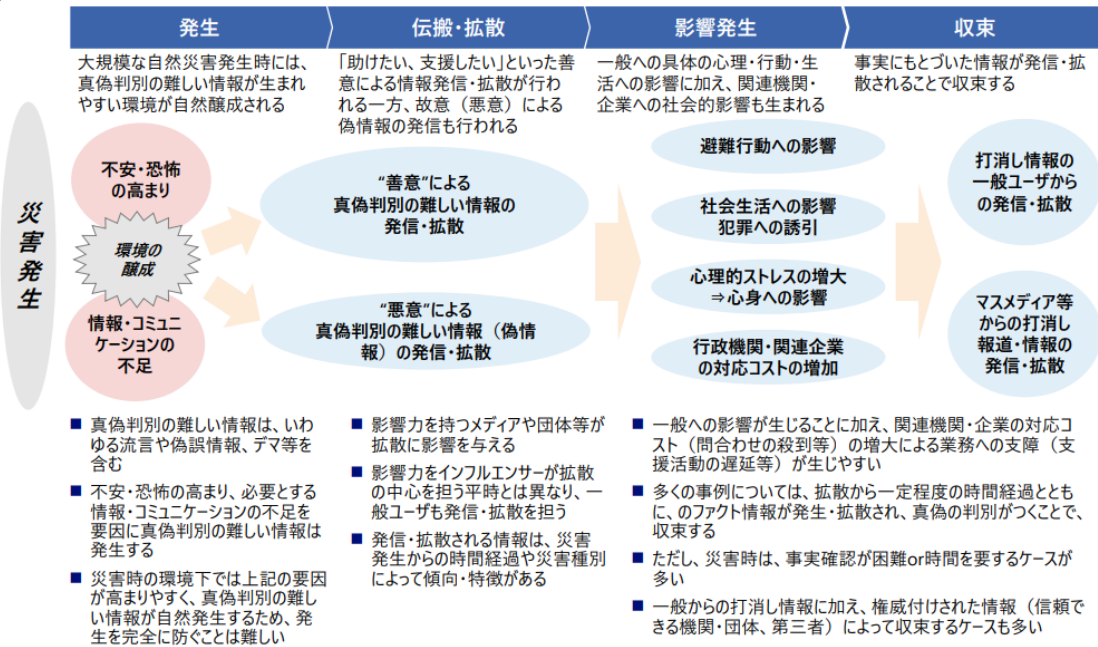 発生
伝搬・拡散
影響発生
収束
大規模な自然災害発生時には、
真偽判別の難しい情報が生まれ
やすい環境が自然醸成される
「助けたい、支援したい」といった善
意による情報発信・拡散が行わ
れる一方、故意（悪意）による
偽情報の発信も行われる
一般への具体の心理・行動・生
活への影響に加え、関連機関・
企業への社会的影響も生まれる
事実にもとづいた情報が発信・拡
散されることで収束する
災害発生
不安・恐怖
の高まり
環境の
醸成
情報・コミュニ
ケーションの
不足
“善意”による
真偽判別の難しい情報の
発信・拡散
“悪意”による
真偽判別の難しい情報（偽情
報）の発信・拡散
避難行動への影響
社会生活への影響
犯罪への誘引
心理的ストレスの増大
⇒心身への影響
行政機関・関連企業
の対応コストの増加
打消し情報の
一般ユーザから
の発信・拡散
マスメディア等
からの打消し
報道・情報の
発信・拡散
■ 真偽判別の難しい情報は、いわ
ゆる流言や偽誤情報、デマ等を
含む
■ 不安・恐怖の高まり、必要とする
情報・コミュニケーションの不足を
要因に真偽判別の難しい情報は
発生する
■ 災害時の環境下では上記の要因
が高まりやすく、真偽判別の難し
い情報が自然発生するため、発
生を完全に防ぐことは難しい
■ 影響力を持つメディアや団体等が
拡散に影響を与える
■ 影響力をインフルエンサーが拡散
の中心を担う平時とは異なり、一
般ユーザも発信・拡散を担う
■ 発信・拡散される情報は、災害
発生からの時間経過や災害種別
によって傾向・特徴がある
■ 一般への影響が生じることに加え、関連機関・企業の対応コ
スト（問合わせの殺到等）の増大による業務への支障（支
援活動の遅延等）が生じやすい
■ 多くの事例については、拡散から一定程度の時間経過ととも
に、のファクト情報が発生・拡散され、真偽の判別がつくことで、
収束する
■ ただし、災害時は、事実確認が困難or時間を要するケースが
多い
■ 一般からの打消し情報に加え、権威付けされた情報（信頼で
きる機関・団体、第三者）によって収束するケースも多い